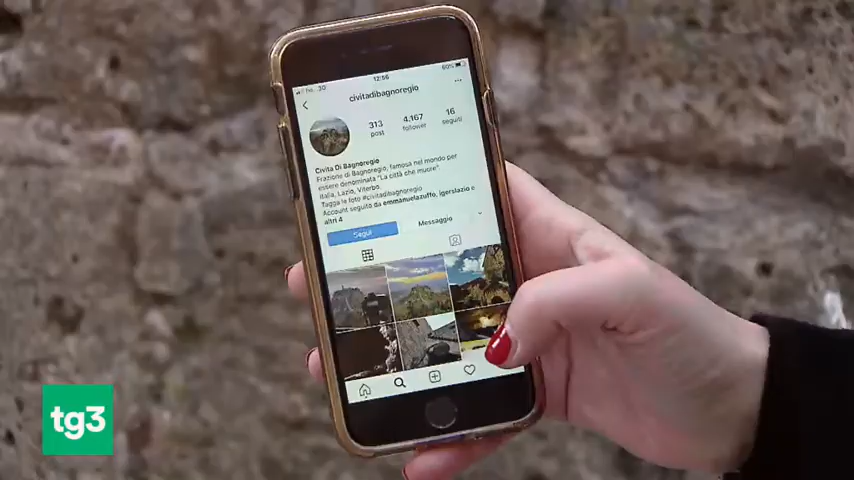 12:56
60%
civitadibagnoregio
313
4.167
16
post
follower
seguiti
Civita Di Bagnoregio
Frazione di Bagnoregio, famosa nel mondo per
essere denominata "La città che muore".
Italia, Lazio, Viterbo.
Tagga le foto #civitadibagnoregio
Account seguito da emmanuelazuffo, igerslazio e
altri 4
Segui
Messaggio
tg3